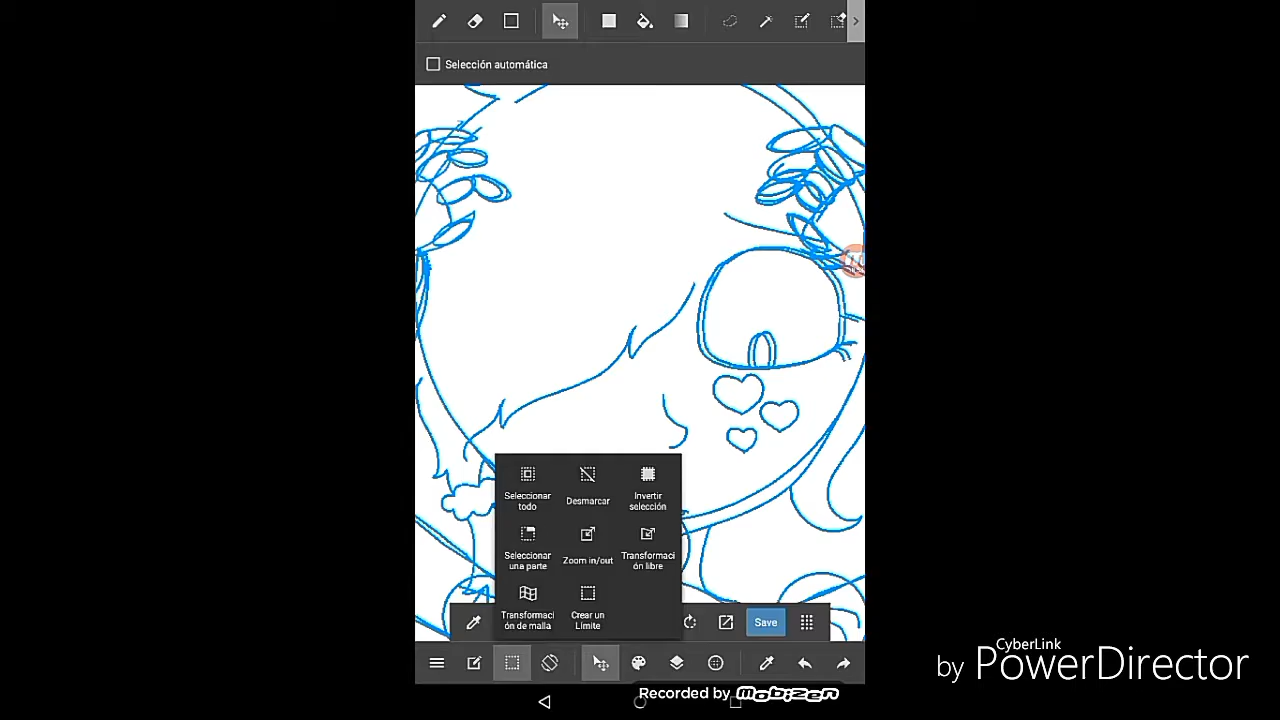 Selección automática
Seleccionar
todo
Desmarcar
Invertir
selección
Seleccionar
una parte
Zoom in/out
Transformaci
ón libre
Transformaci
ón de malla
Crear un
Límite
Save
CyberLink
by PowerDirector
Recorded by mobizen